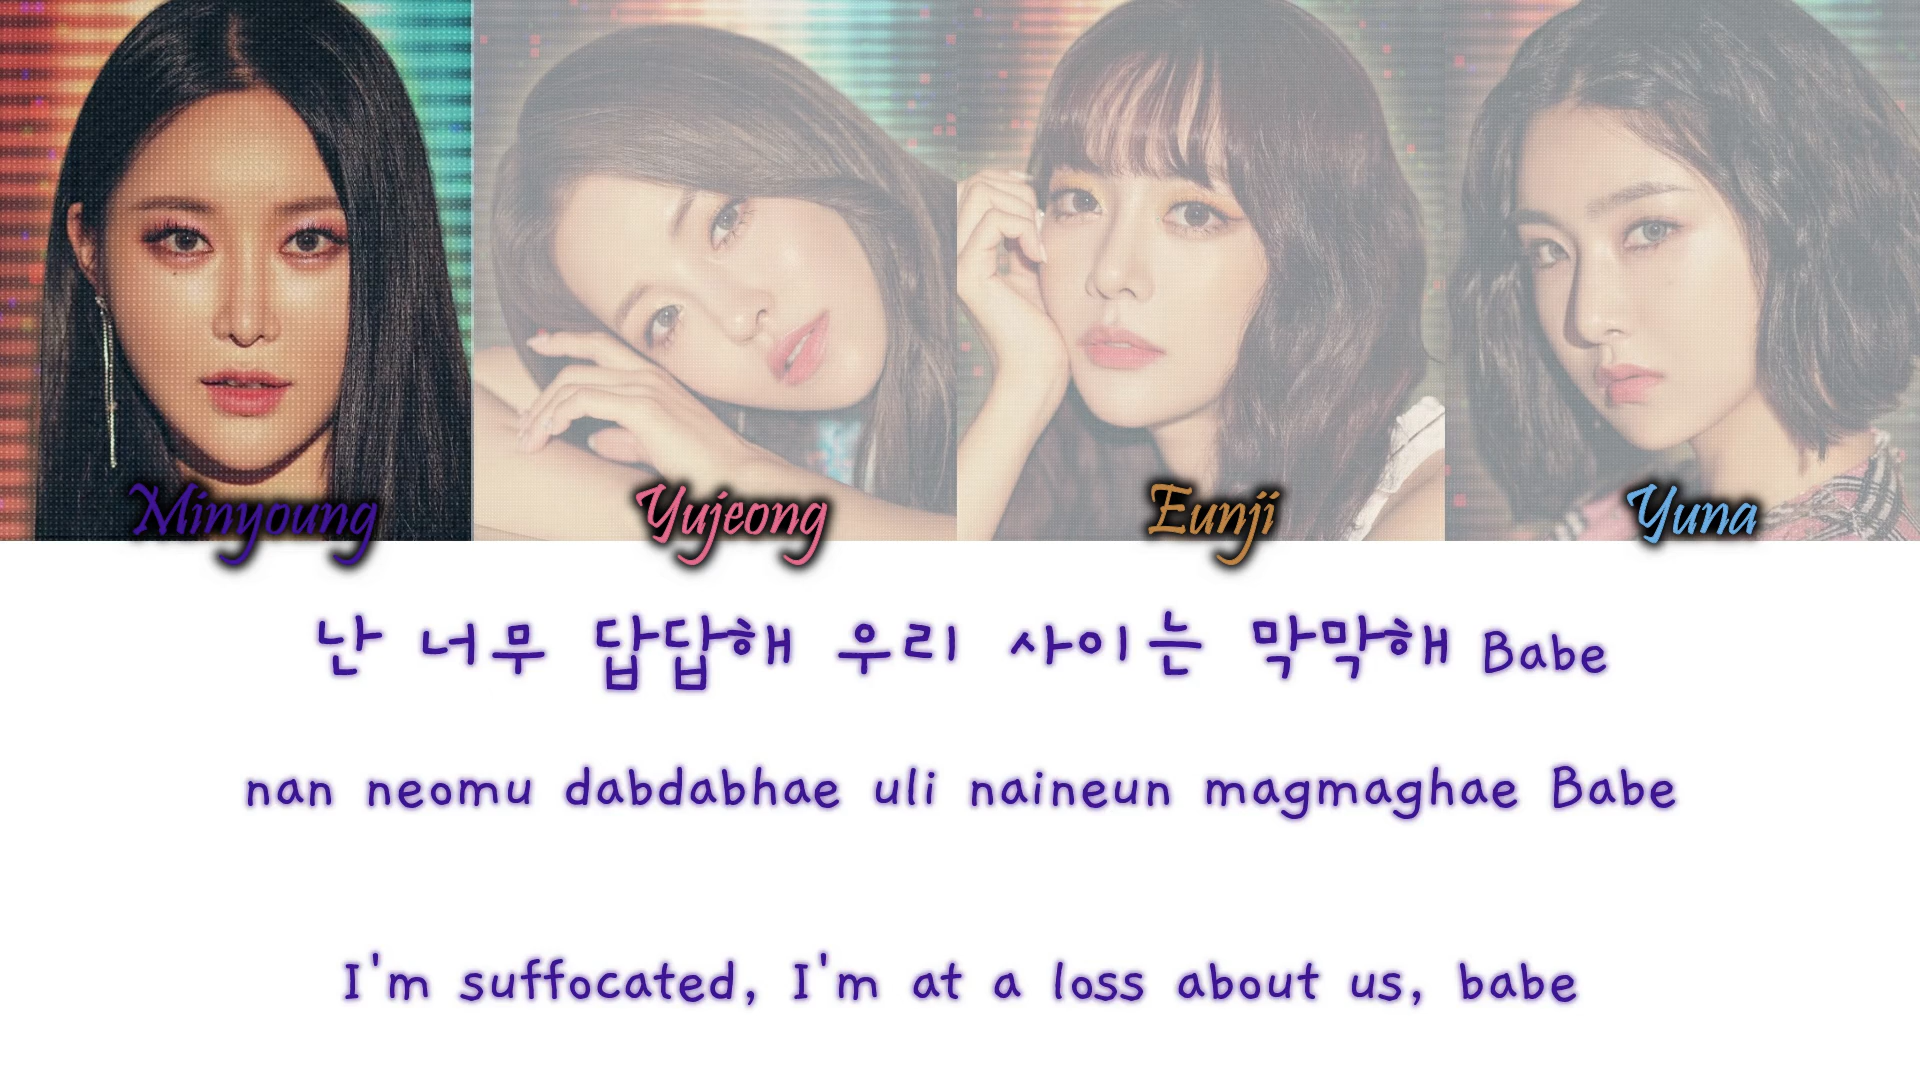 Minyoung Yujeong Eunji Yuna
난 너무 답답해 우리 사이는 막막해 Babe
nan neomu dabdabhae uli naineun magmaghae Babe
I'm suffocated, I'm at a loss about us, babe